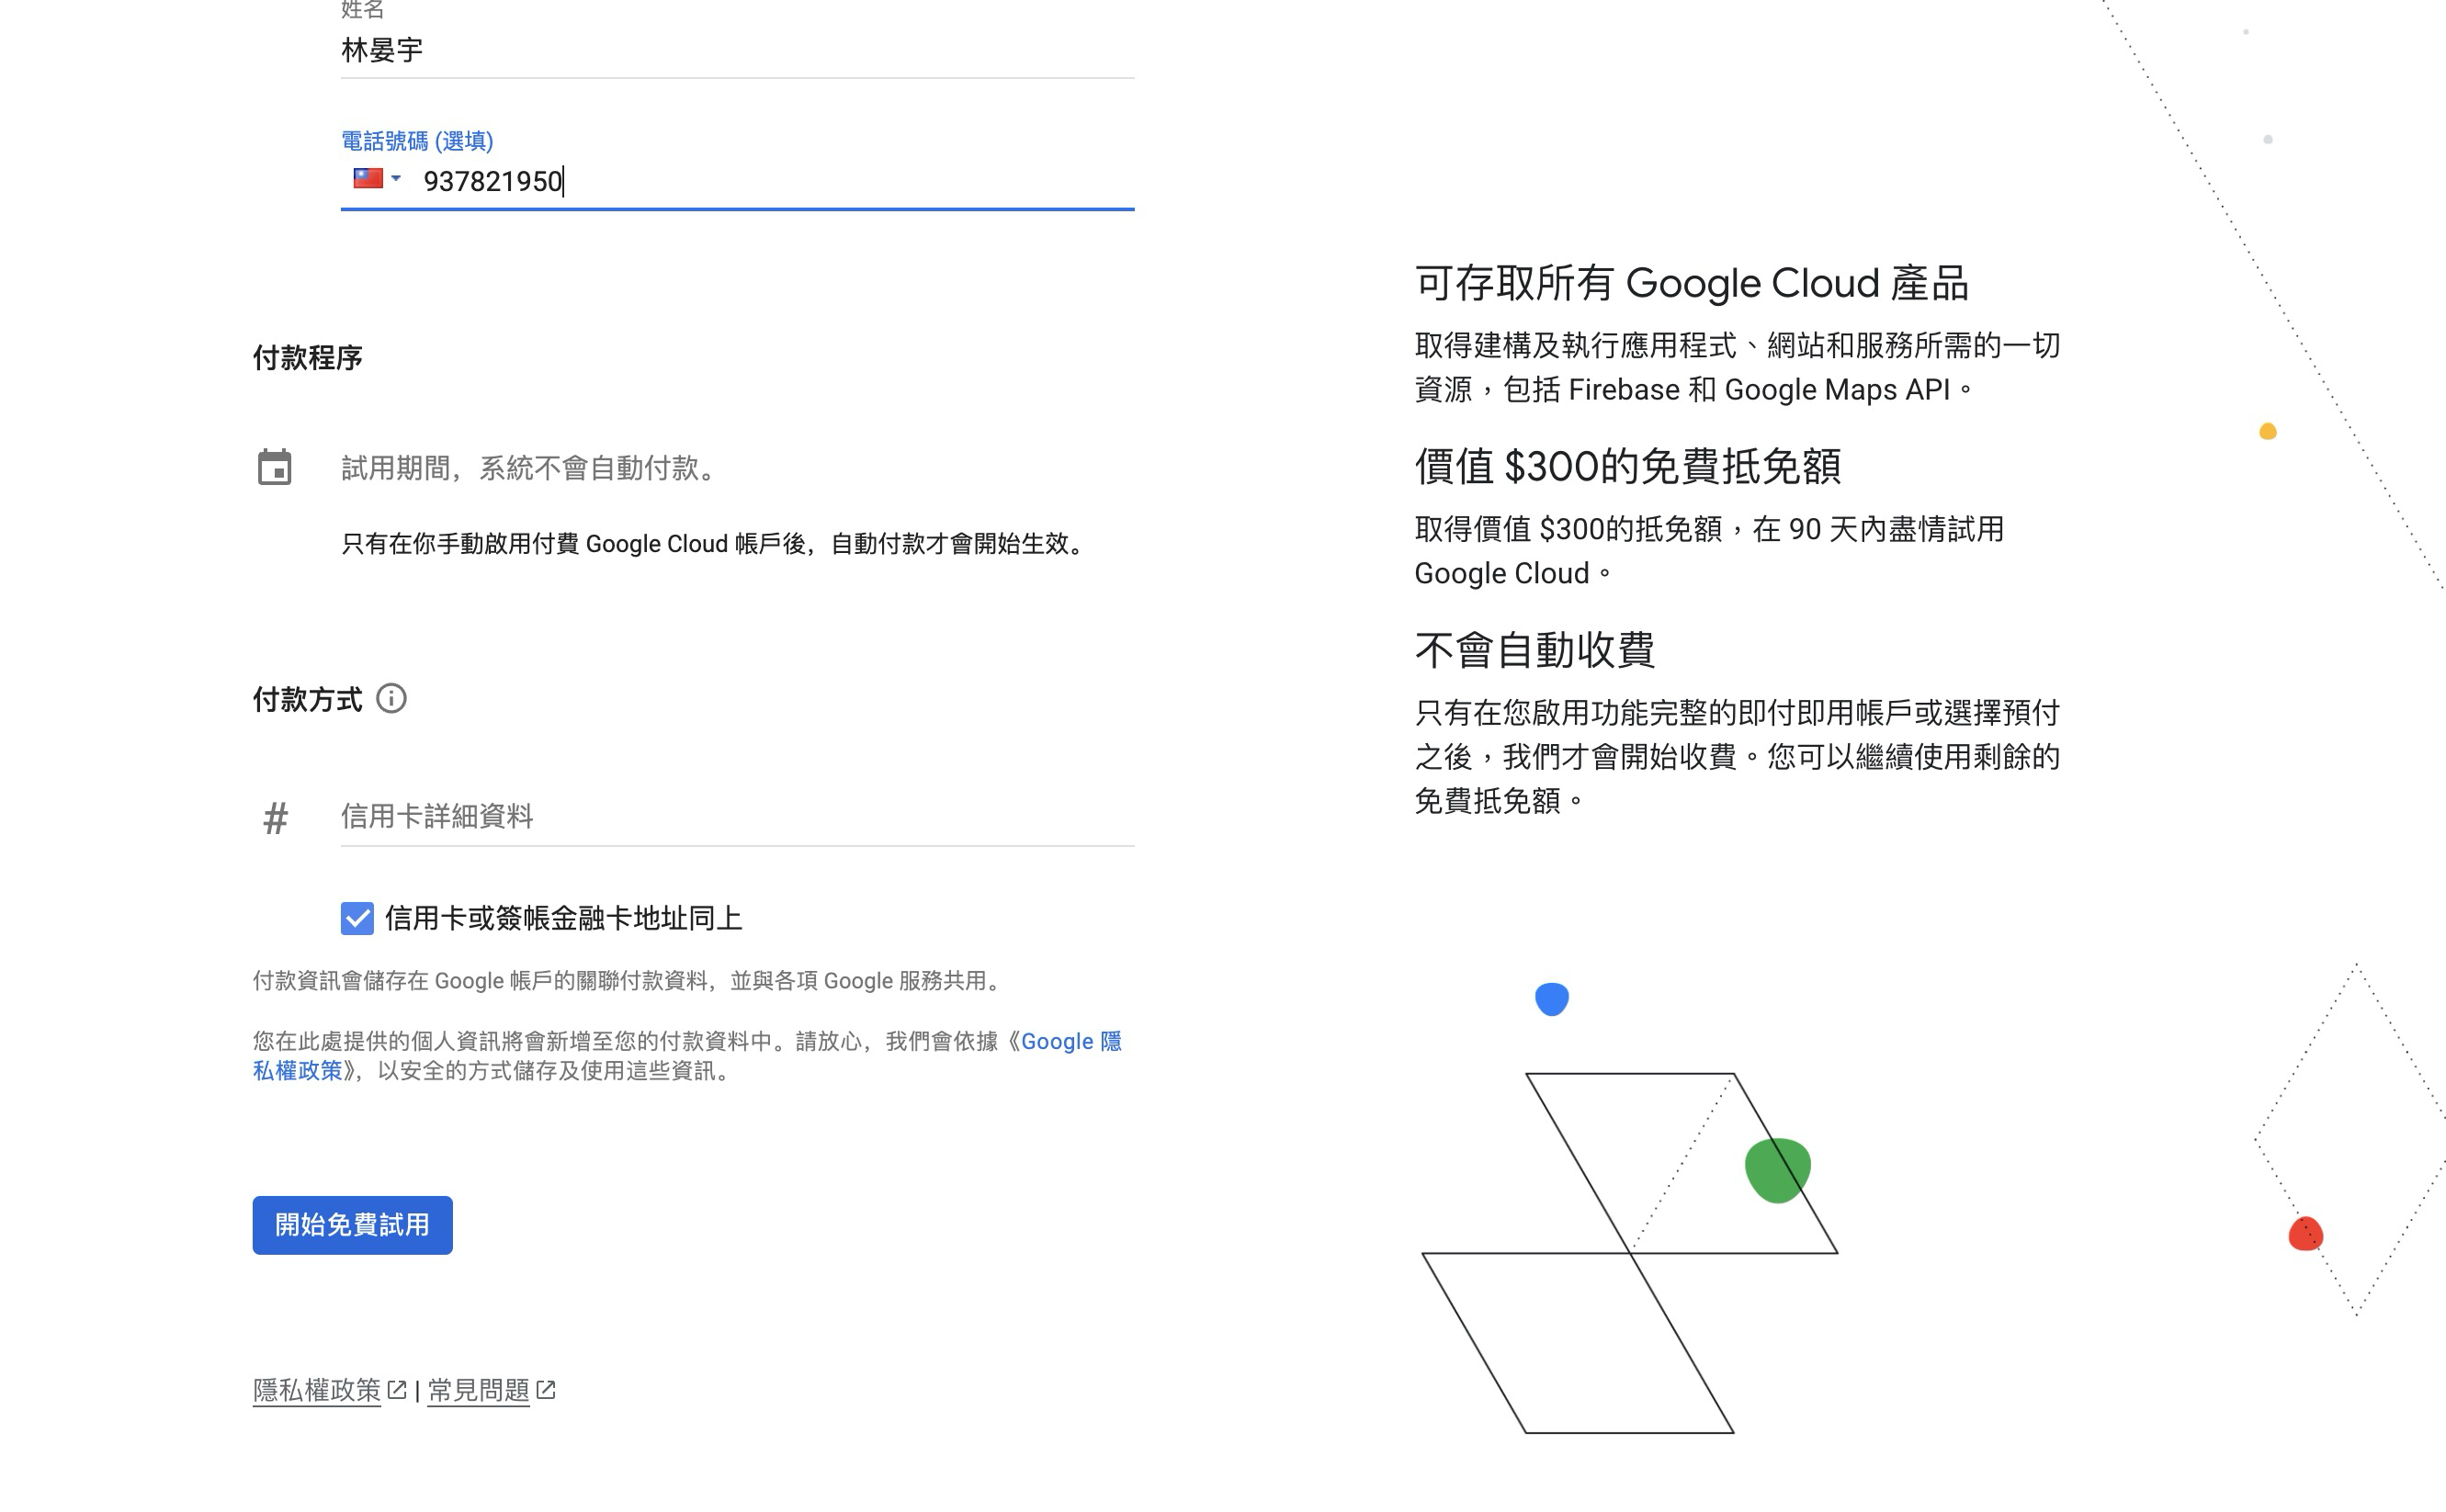 姓名
林晏宇
電話號碼 (選填)
937821950
付款程序
試用期間，系統不會自動付款。
只有在你手動啟用付費 Google Cloud 帳戶後，自動付款才會開始生效。
付款方式
# 信用卡詳細資料
信用卡或簽帳金融卡地址同上
付款資訊會儲存在 Google 帳戶的關聯付款資料，並與各項 Google 服務共用。
您在此處提供的個人資訊將會新增至您的付款資料中。請放心，我們會依據《Google 隱
私權政策》，以安全的方式儲存及使用這些資訊。
開始免費試用
隱私權政策 | 常見問題
可存取所有 Google Cloud 產品
取得建構及執行應用程式、網站和服務所需的一切
資源，包括 Firebase 和 Google Maps API。
價值 $300的免費抵免額
取得價值 $300的抵免額，在 90 天內盡情試用
Google Cloud。
不會自動收費
只有在您啟用功能完整的即付即用帳戶或選擇預付
之後，我們才會開始收費。您可以繼續使用剩餘的
免費抵免額。